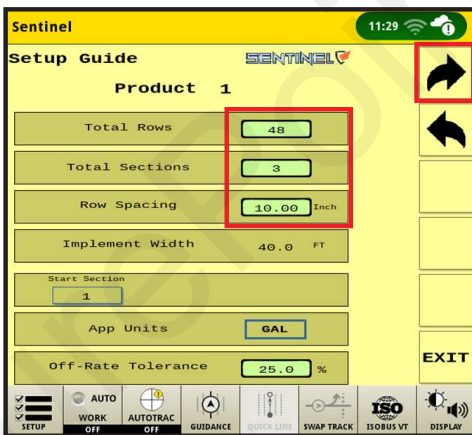 Sentinel 11:29
Setup Guide SENTINEL
Product 1
Total Rows 48
Total Sections 3
Row Spacing 10.00 Inch
Implement Width 40.0 FT
Start Section
1
App Units GAL
Off-Rate Tolerance 25.0 %
EXIT
SETUP
AUTO
WORK
OFF
AUTOTRAC
OFF
GUIDANCE
QUICK LINE
SWAP TRACK
ISO
ISOBUS VT
DISPLAY